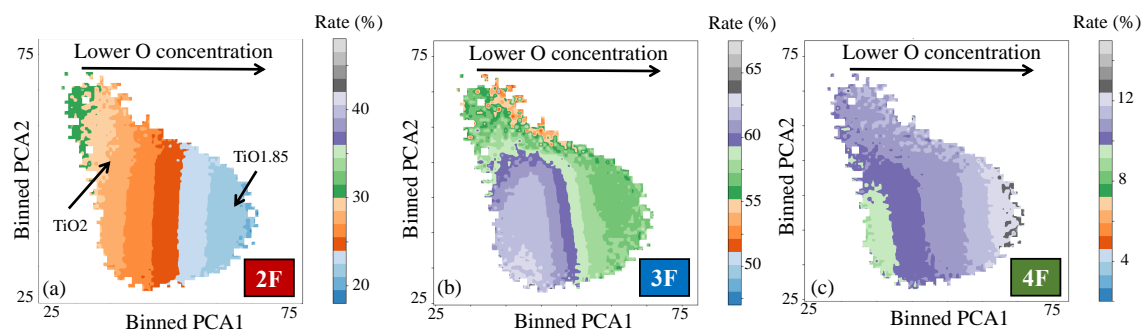 Rate (%)
75
Lower O concentration
40
30
20
Binned PCA2
TiO1.85
TiO2
(a)
2F
25
25
75
Binned PCA1
Rate (%)
75
Lower O concentration
65
60
55
50
Binned PCA2
(b)
3F
25
25
75
Binned PCA1
Rate (%)
75
Lower O concentration
12
8
4
Binned PCA2
(c)
4F
25
25
75
Binned PCA1